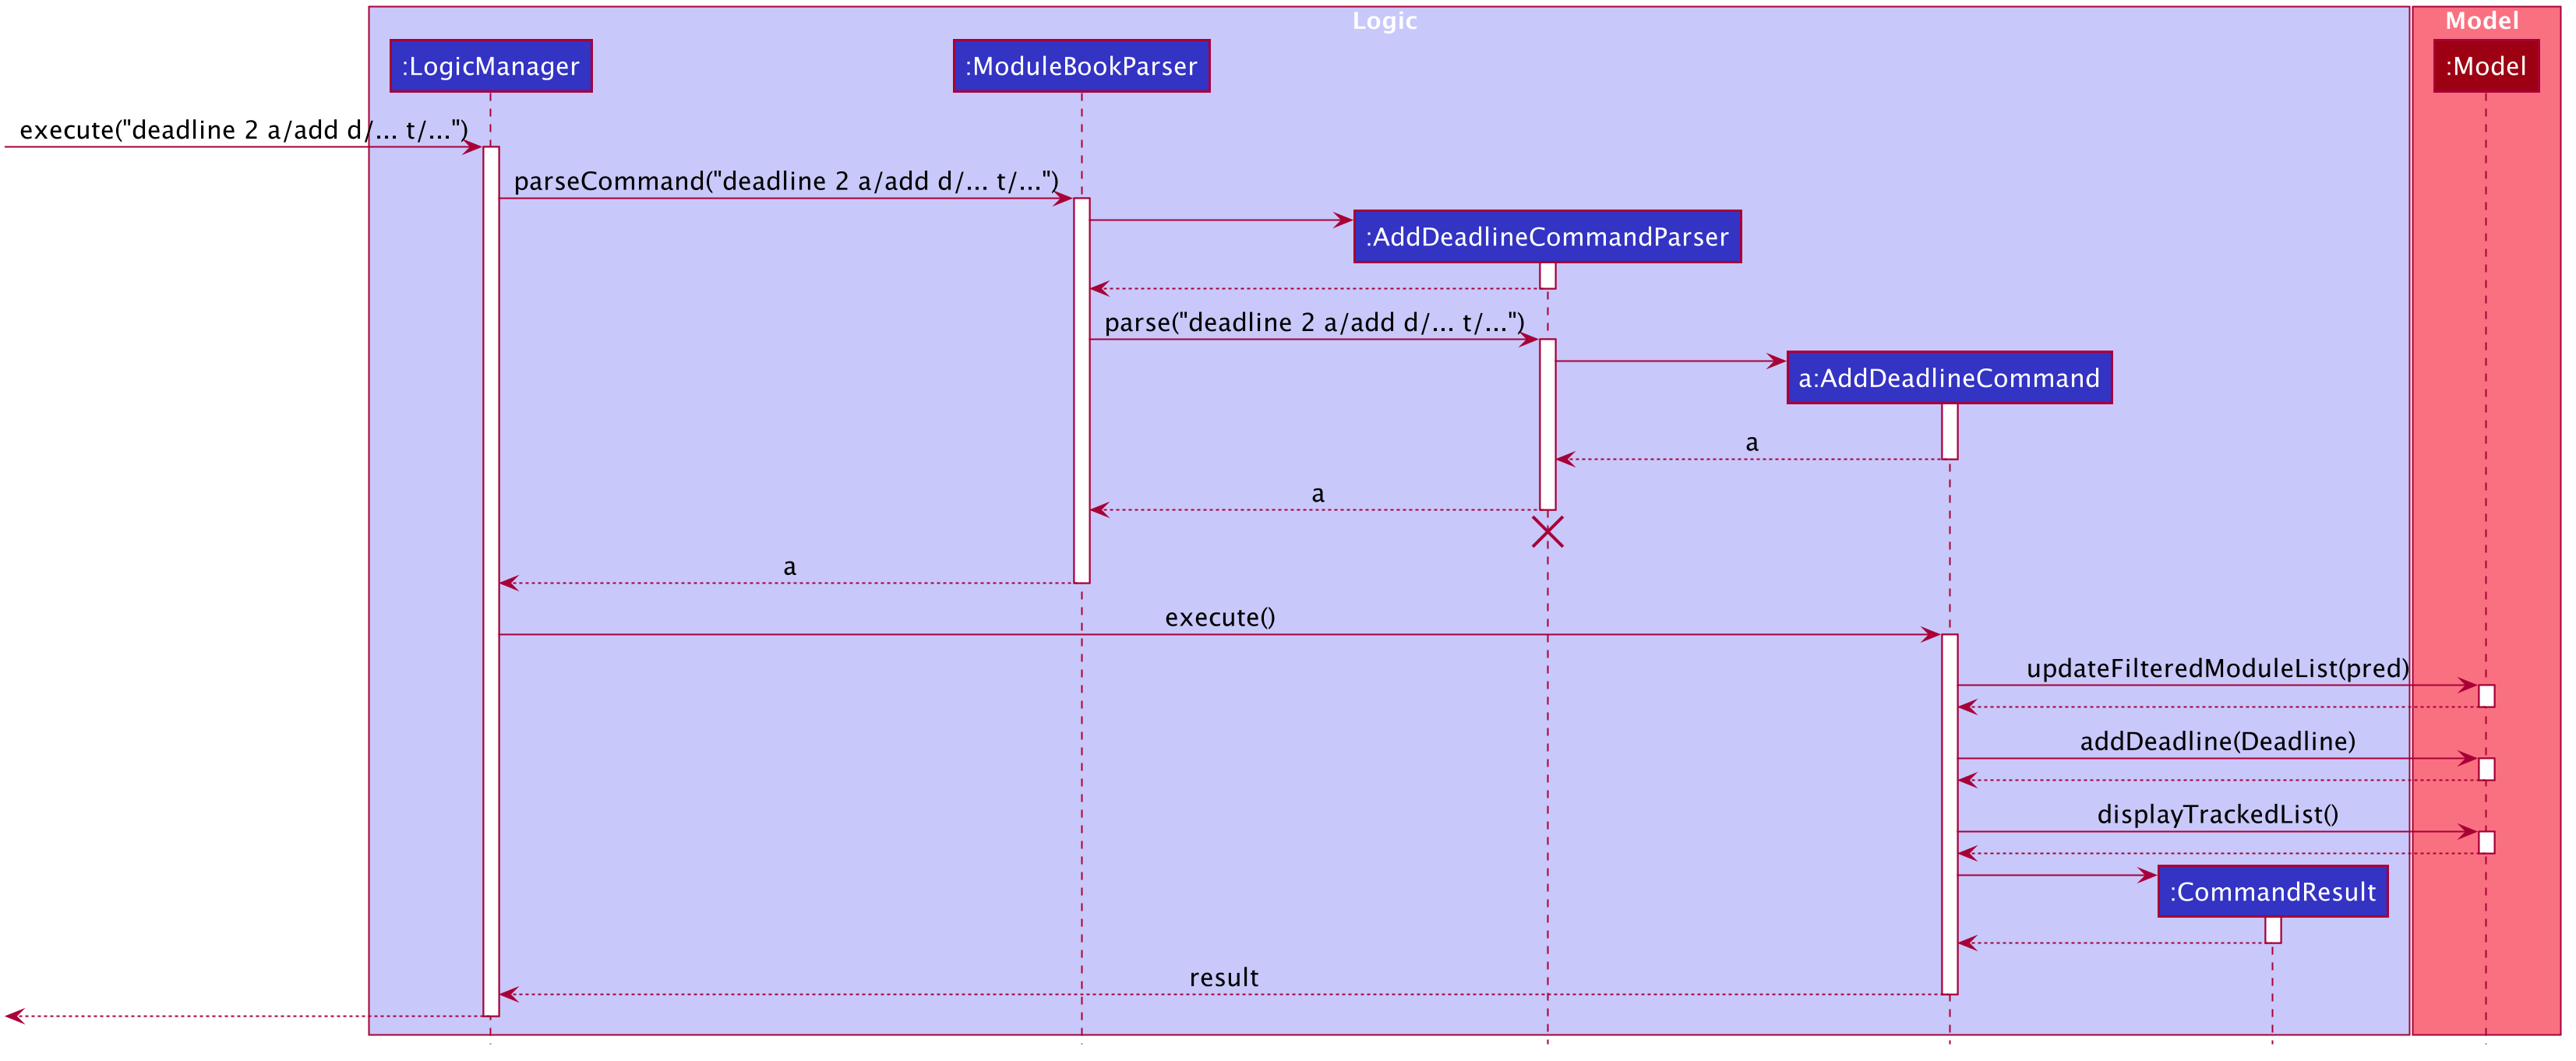 Logic
Model
:LogicManager
:ModuleBookParser
:Model
execute("deadline 2 a/add d/... t/...")
parseCommand("deadline 2 a/add d/... t/...")
:AddDeadlineCommandParser
parse("deadline 2 a/add d/... t/...")
a:AddDeadlineCommand
a
a
a
execute()
updateFilteredModuleList(pred)
addDeadline(Deadline)
displayTrackedList()
:CommandResult
result